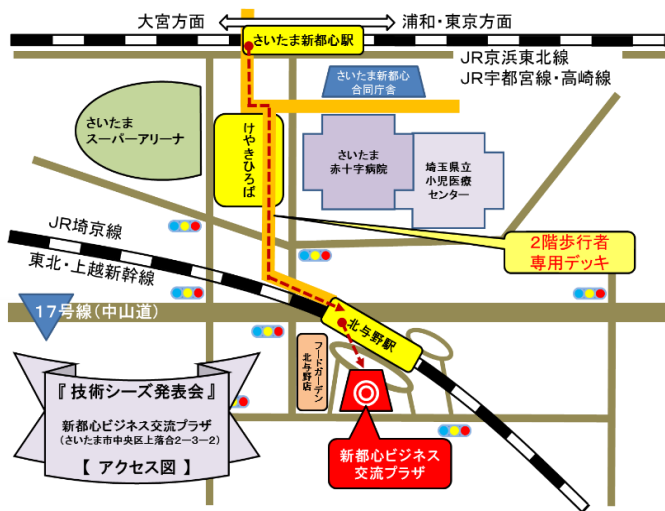 大宮方面
浦和・東京方面
さいたま新都心駅
JR京浜東北線
JR宇都宮線・高崎線
さいたま新都心
合同庁舎
さいたま
スーパーアリーナ
けやきひろば
さいたま
赤十字病院
埼玉県立
小児医療
センター
JR埼京線
東北・上越新幹線
2階歩行者
専用デッキ
17号線(中山道)
北与野駅
フードガーデン
北与野店
『 技術シーズ発表会 』
新都心ビジネス交流プラザ
(さいたま市中央区上落合2−3−2)
【 アクセス図 】
新都心ビジネス
交流プラザ